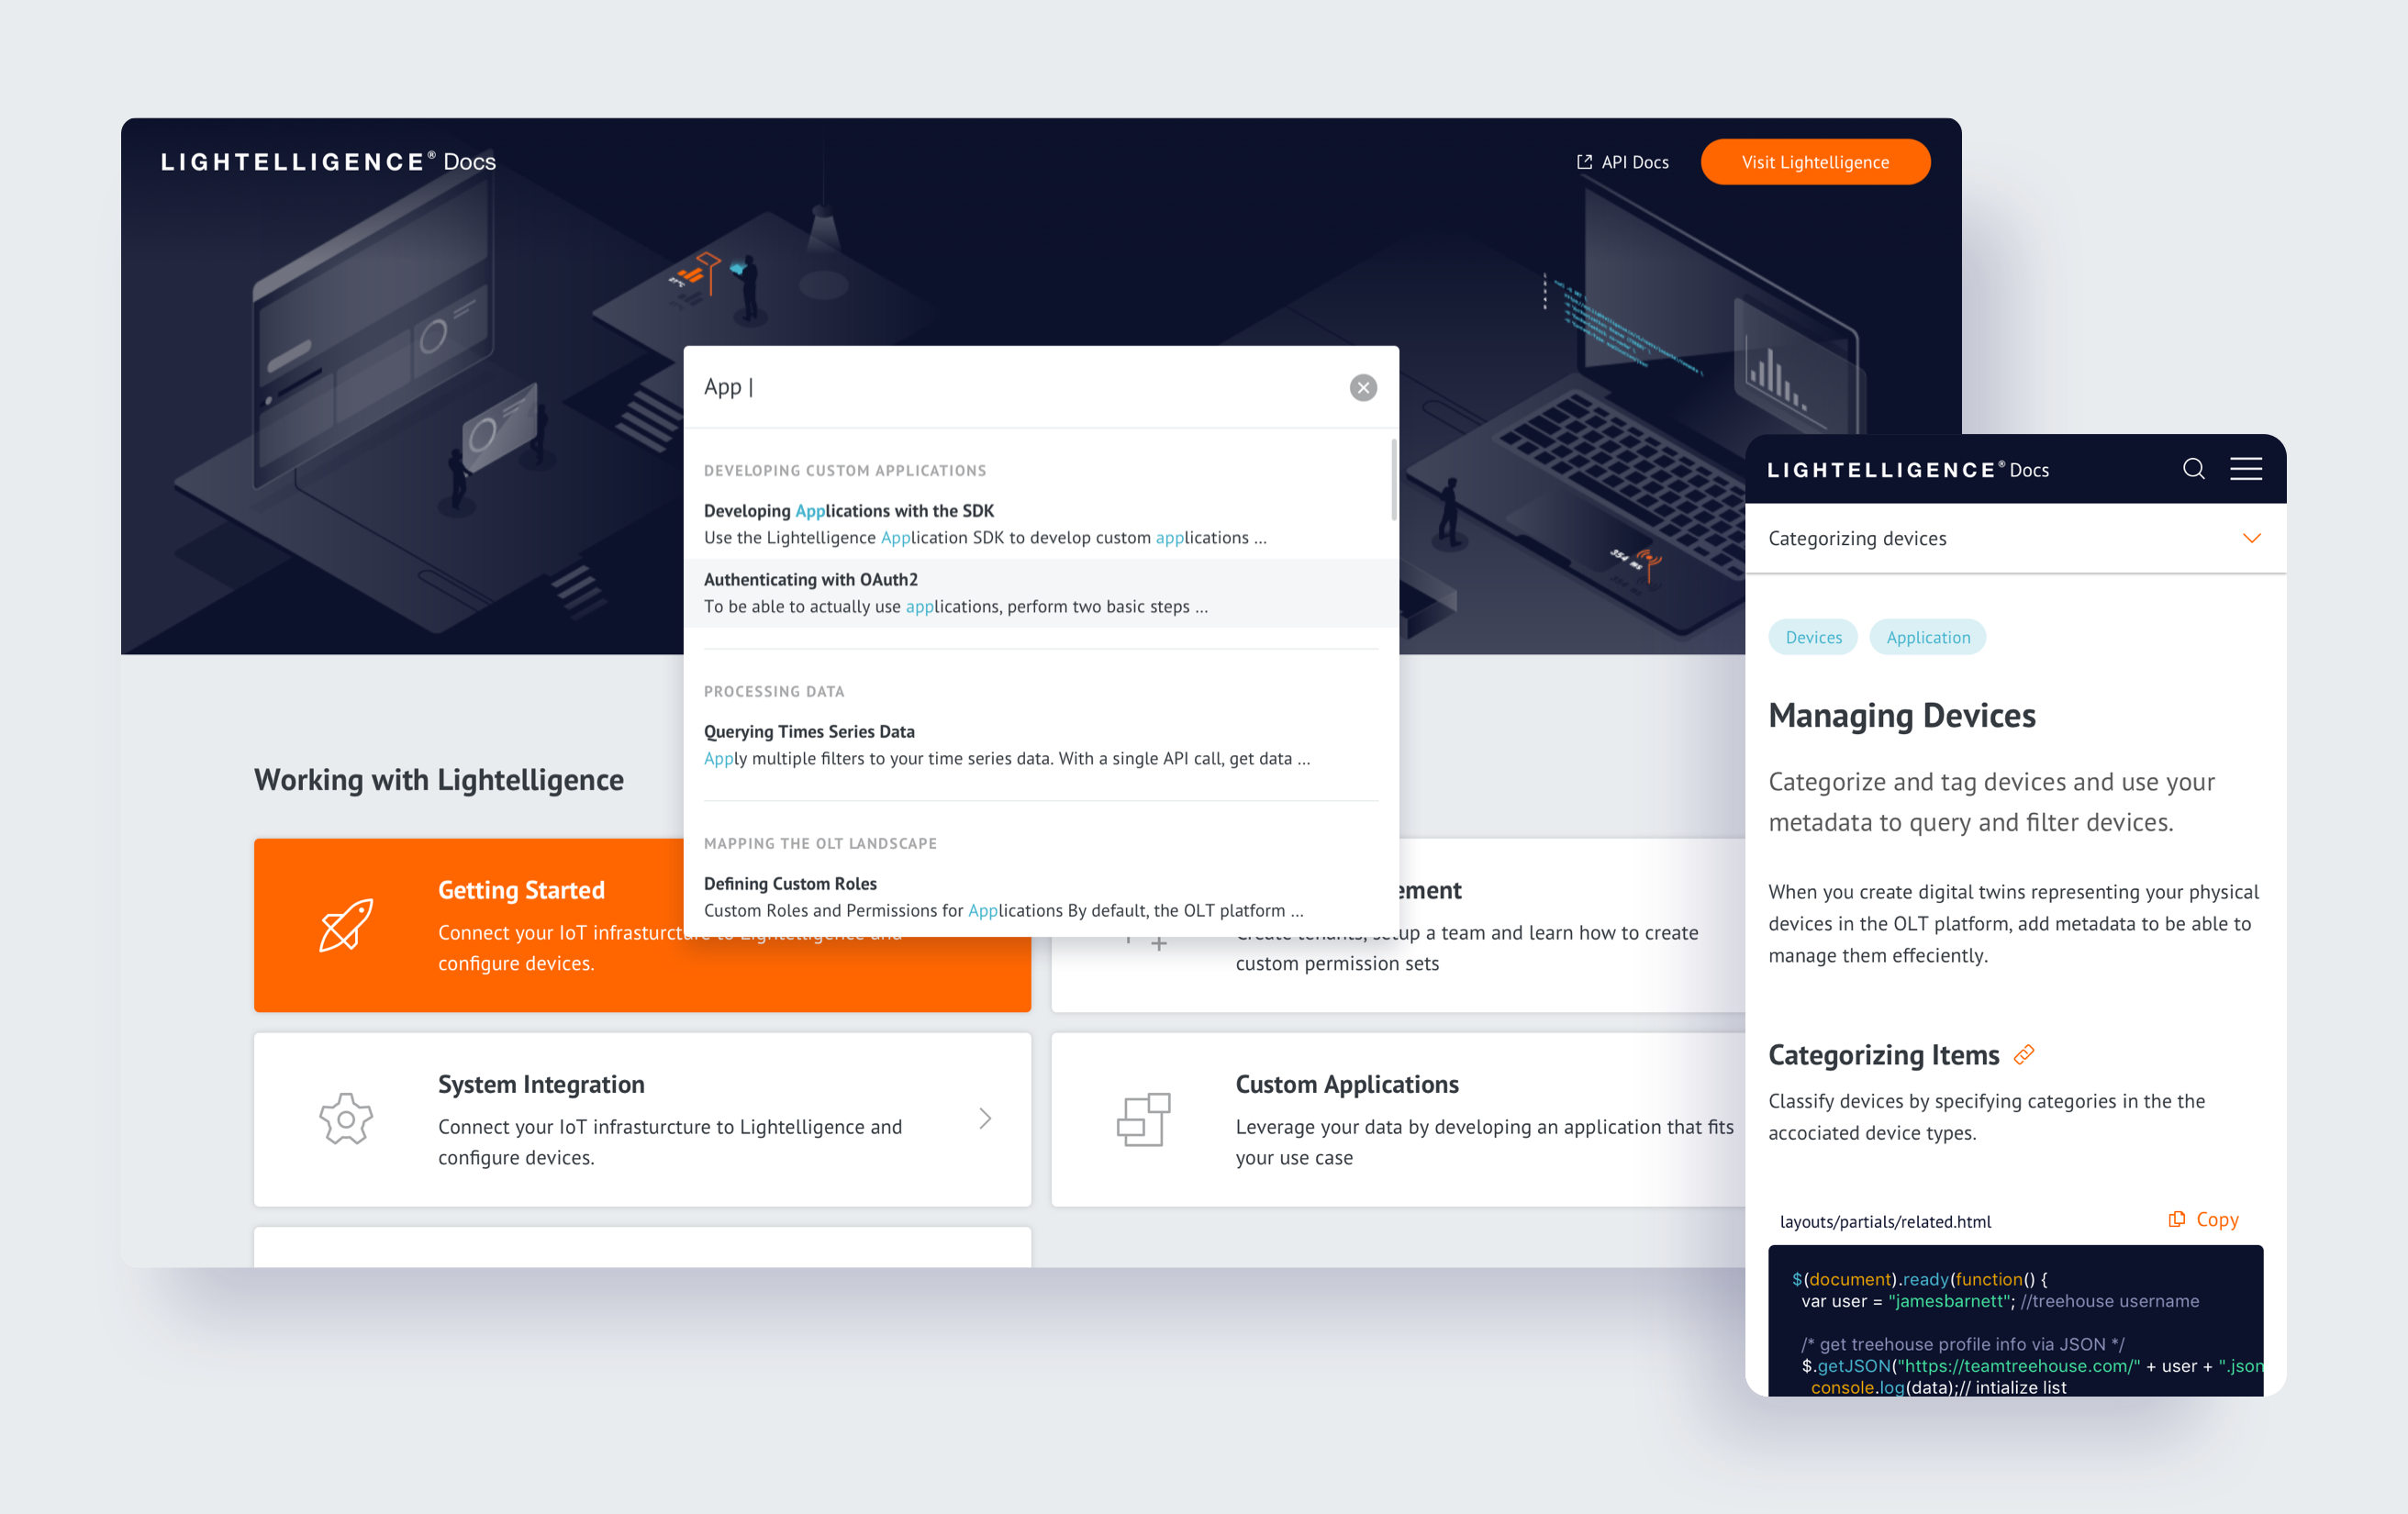 LIGHTELLIGENCE® Docs
API Docs
Visit Lightelligence
27°C
App |
DEVELOPING CUSTOM APPLICATIONS
Developing Applications with the SDK
Use the Lightelligence Application SDK to develop custom applications ...
Authenticating with OAuth2
To be able to actually use applications, perform two basic steps ...
PROCESSING DATA
Querying Times Series Data
Apply multiple filters to your time series data. With a single API call, get data ...
MAPPING THE OLT LANDSCAPE
Defining Custom Roles
Custom Roles and Permissions for Applications By default, the OLT platform ...
354 MS
Working with Lightelligence
Getting Started
Connect your IoT infrasturcture to Lightelligence and
configure devices.
ement
Create tenants, setup a team and learn how to create
custom permission sets
System Integration
Connect your IoT infrasturcture to Lightelligence and
configure devices.
Custom Applications
Leverage your data by developing an application that fits
your use case
LIGHTELLIGENCE® Docs
Categorizing devices
Devices
Application
Managing Devices
Categorize and tag devices and use your
metadata to query and filter devices.
When you create digital twins representing your physical
devices in the OLT platform, add metadata to be able to
manage them effeciently.
Categorizing Items
Classify devices by specifying categories in the the
accociated device types.
layouts/partials/related.html
Copy
$(document).ready(function() {
var user = "jamesbarnett"; //treehouse username
/* get treehouse profile info via JSON */
$.getJSON("https://teamtreehouse.com/" + user + ".json
console.log(data);// intialize list